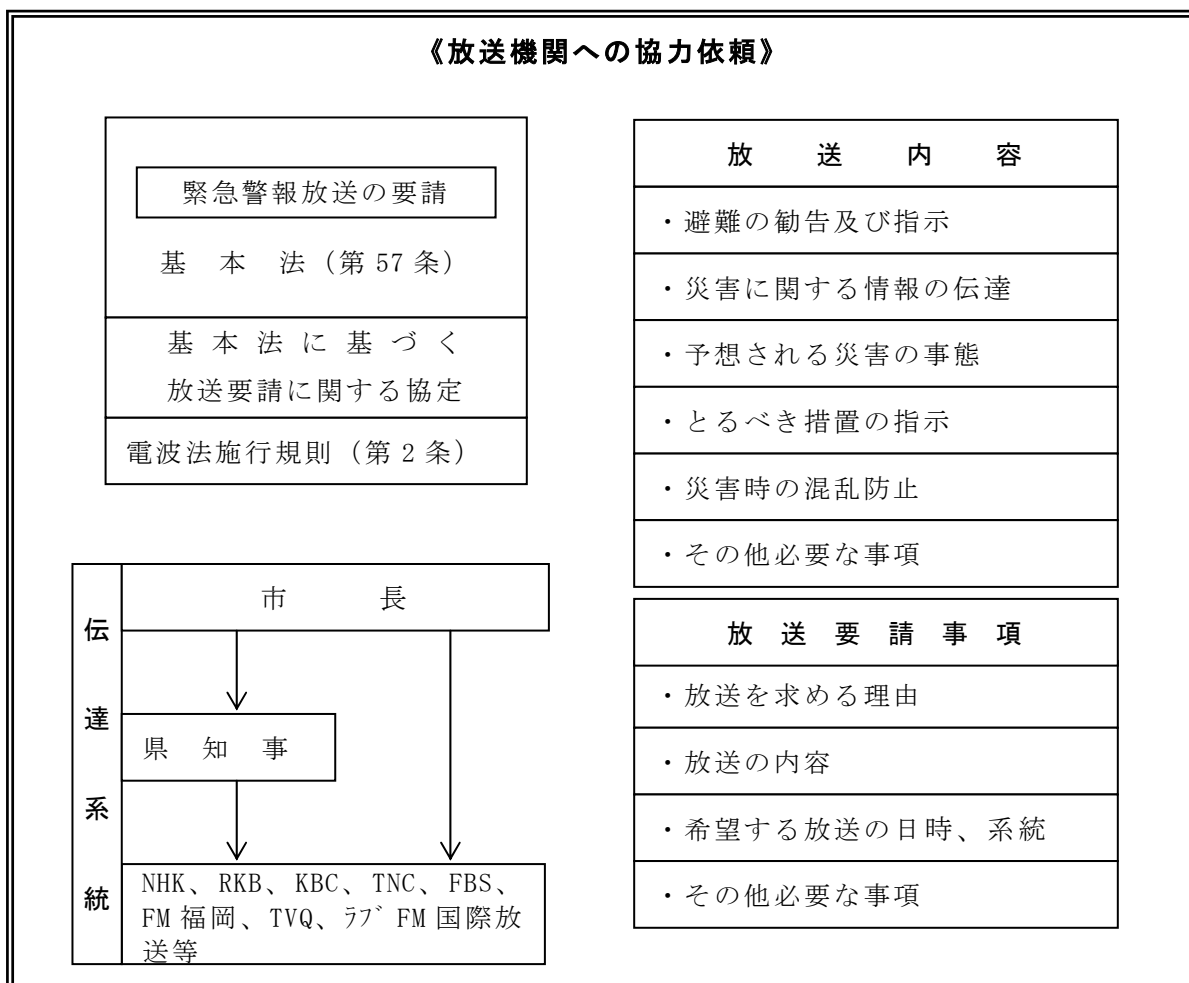 《放送機関への協力依頼》
緊急警報放送の要請
基本法（第57条）
基本法に基づく
放送要請に関する協定
電波法施行規則（第2条）
伝達系統
市長
県知事
NHK、RKB、KBC、TNC、FBS、
FM福岡、TVQ、ﾗﾌﾞFM国際放
送等
放送内容
・避難の勧告及び指示
・災害に関する情報の伝達
・予想される災害の事態
・とるべき措置の指示
・災害時の混乱防止
・その他必要な事項
放送要請事項
・放送を求める理由
・放送の内容
・希望する放送の日時、系統
・その他必要な事項